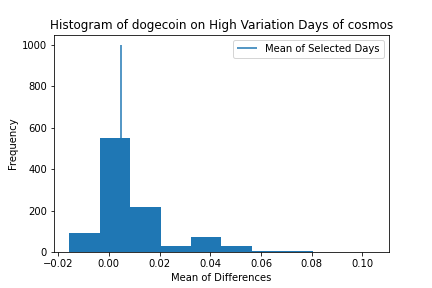 Histogram of dogecoin on High Variation Days of cosmos
Mean of Selected Days
Frequency
1000
800
600
400
200
0
−0.02 0.00 0.02 0.04 0.06 0.08 0.10
Mean of Differences